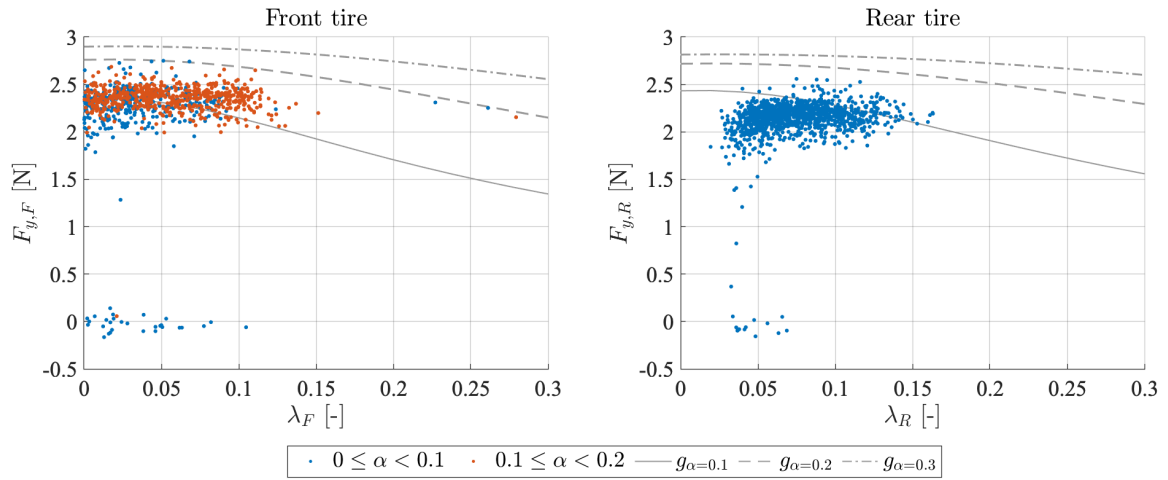 Front tire
Rear tire
3
2.5
2
1.5
1
0.5
0
-0.5
F_{y,F} [N]
0 0.05 0.1 0.15 0.2 0.25 0.3
λ_F [-]
3
2.5
2
1.5
1
0.5
0
-0.5
F_{y,R} [N]
0 0.05 0.1 0.15 0.2 0.25 0.3
λ_R [-]
0 ≤ α < 0.1 0.1 ≤ α < 0.2 g_{α=0.1} g_{α=0.2} g_{α=0.3}